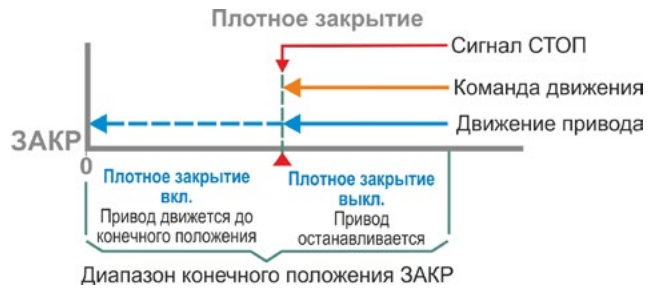 Плотное закрытие
Сигнал СТОП
Команда движения
Движение привода
ЗАКР
0
Плотное закрытие
вкл.
Привод движется до
конечного положения
Плотное закрытие
выкл.
Привод
останавливается
Диапазон конечного положения ЗАКР